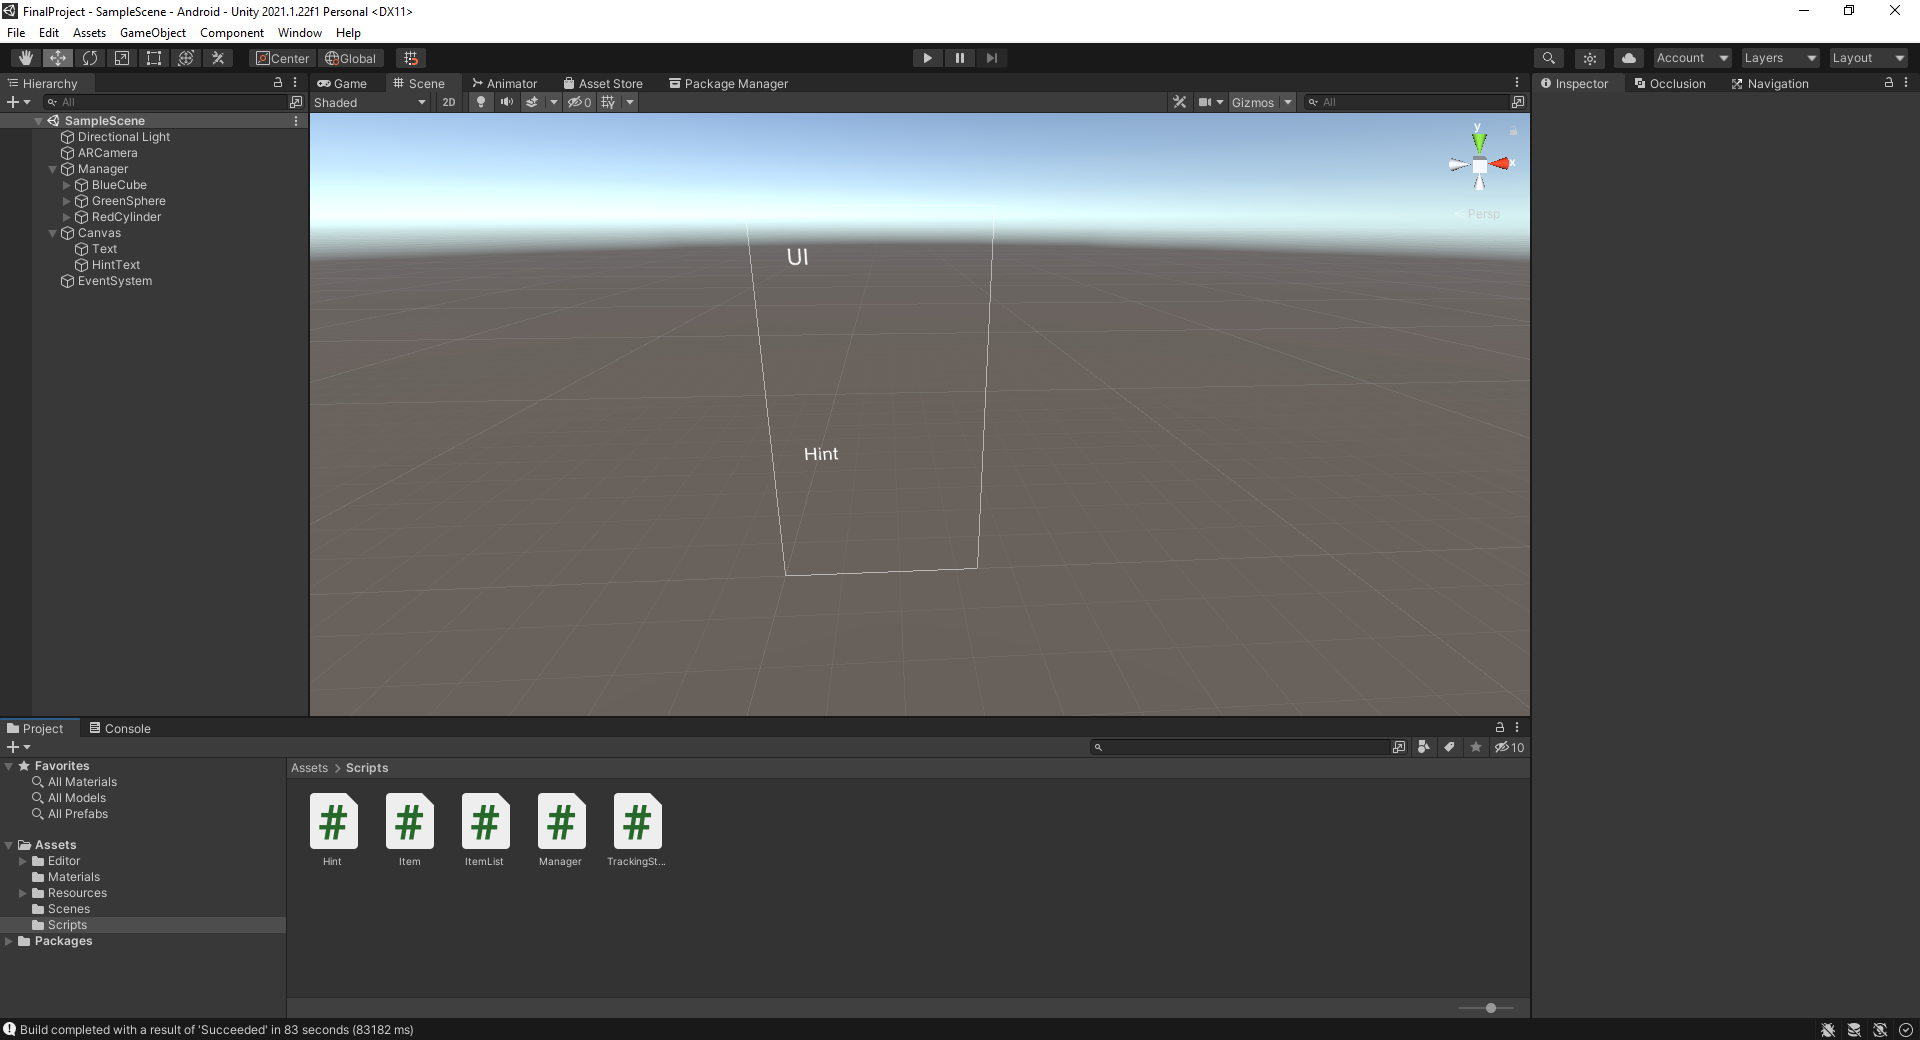 FinalProject - SampleScene - Android - Unity 2021.1.22f1 Personal <DX11>
File Edit Assets GameObject Component Window Help
Center Global Account Layers Layout
Hierarchy
All
SampleScene
Directional Light
ARCamera
Manager
BlueCube
GreenSphere
RedCylinder
Canvas
Text
HintText
EventSystem
Game Scene Animator Asset Store Package Manager
Shaded 2D 0 Gizmos All
y
x
Persp
UI
Hint
Inspector Occlusion Navigation
Project Console
10
Favorites
All Materials
All Models
All Prefabs
Assets
Editor
Materials
Resources
Scenes
Scripts
Packages
Assets > Scripts
# # # # #
Hint Item ItemList Manager TrackingSt...
Build completed with a result of 'Succeeded' in 83 seconds (83182 ms)